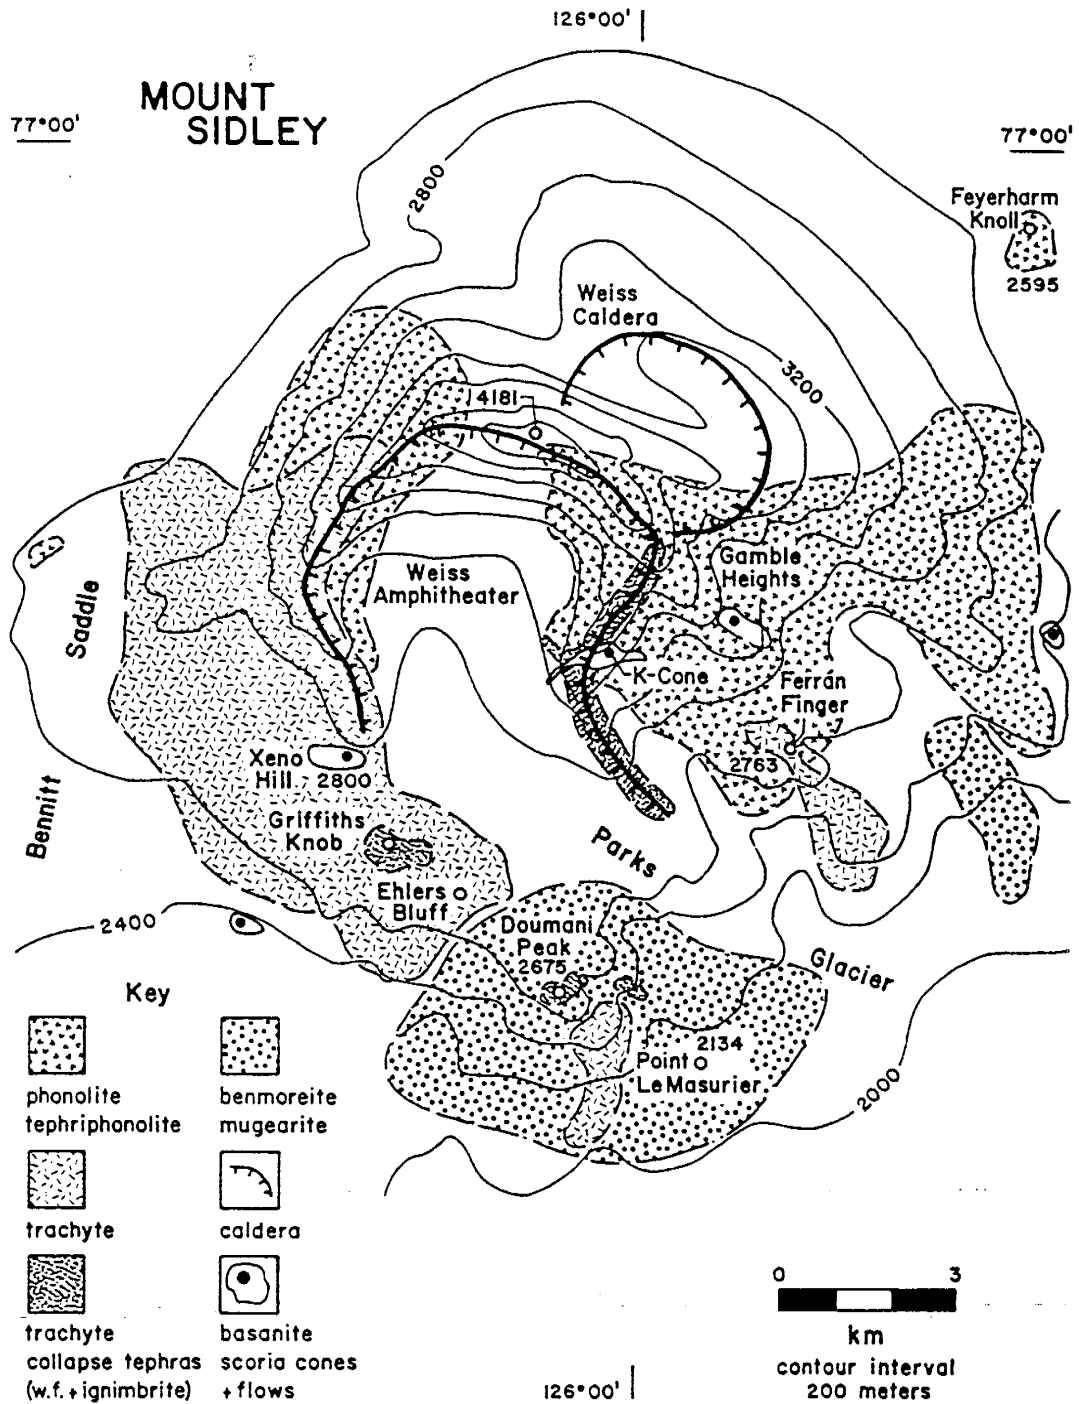 126°00'
MOUNT
SIDLEY
77°00'
77°00'
2800
Feyerharm
Knoll
2595
Weiss
Caldera
3200
4181
Weiss
Amphitheater
Gamble
Heights
Saddle
K-Cone
Ferrán
Finger
2763
Xeno
Hill
2800
Bennitt
Griffiths
Knob
Parks
Ehlers
Bluff
2400
Doumani
Peak
2675
Glacier
2134
Point
LeMasurier
2000
Key
phonolite
tephriphonolite
benmoreite
mugearite
trachyte
caldera
trachyte
collapse tephras
(w.f. + ignimbrite)
basanite
scoria cones
+ flows
0 3
km
contour interval
200 meters
126°00'